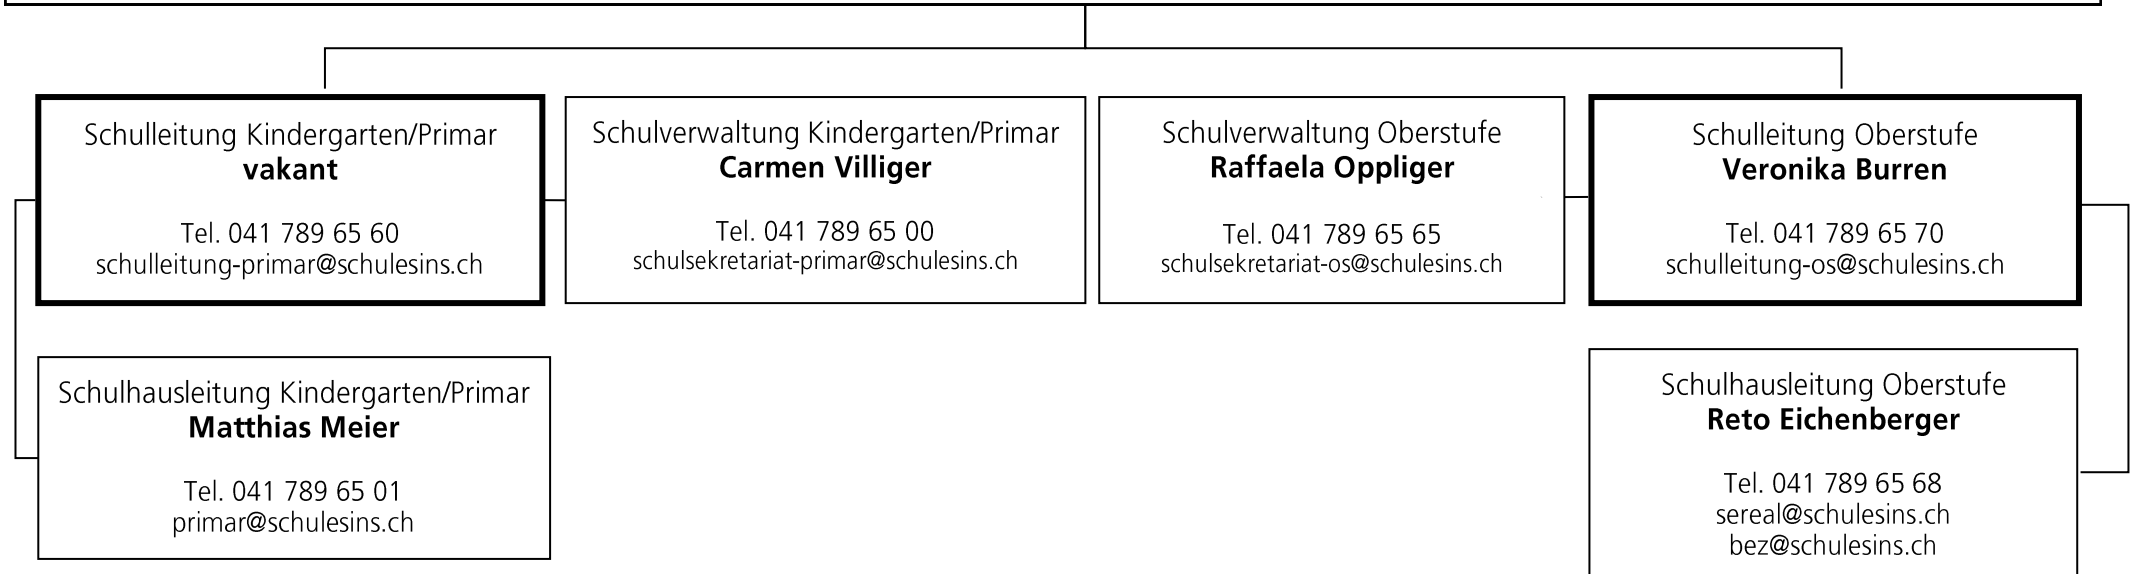 Schulleitung Kindergarten/Primar
vakant
Tel. 041 789 65 60
schulleitung-primar@schulesins.ch
Schulverwaltung Kindergarten/Primar
Carmen Villiger
Tel. 041 789 65 00
schulsekretariat-primar@schulesins.ch
Schulverwaltung Oberstufe
Raffaela Oppliger
Tel. 041 789 65 65
schulsekretariat-os@schulesins.ch
Schulleitung Oberstufe
Veronika Burren
Tel. 041 789 65 70
schulleitung-os@schulesins.ch
Schulhausleitung Kindergarten/Primar
Matthias Meier
Tel. 041 789 65 01
primar@schulesins.ch
Schulhausleitung Oberstufe
Reto Eichenberger
Tel. 041 789 65 68
sereal@schulesins.ch
bez@schulesins.ch